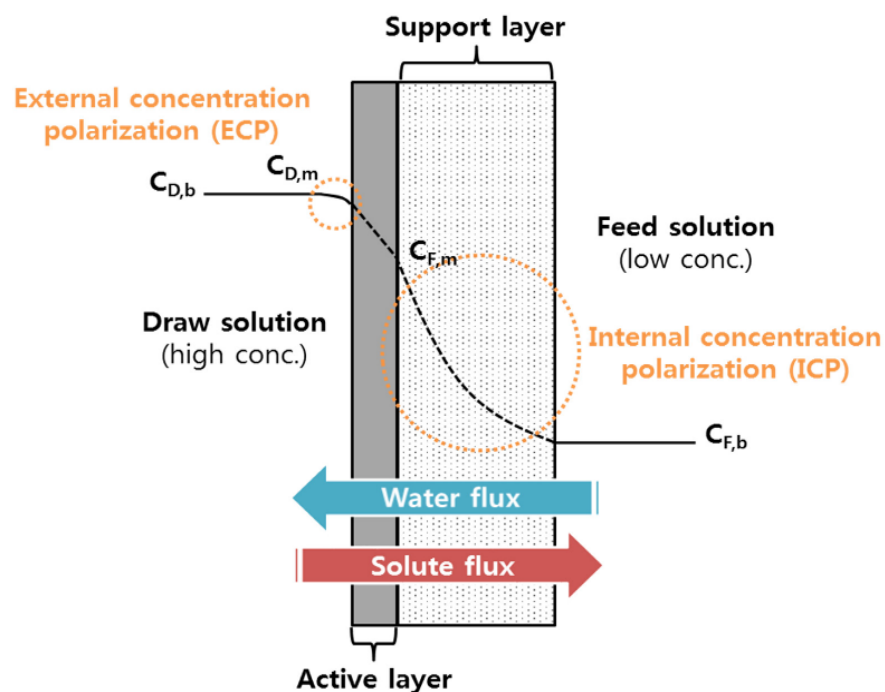 Support layer
External concentration
polarization (ECP)
C_D,m
C_D,b
C_F,m
Feed solution
(low conc.)
Draw solution
(high conc.)
Internal concentration
polarization (ICP)
C_F,b
Water flux
Solute flux
Active layer